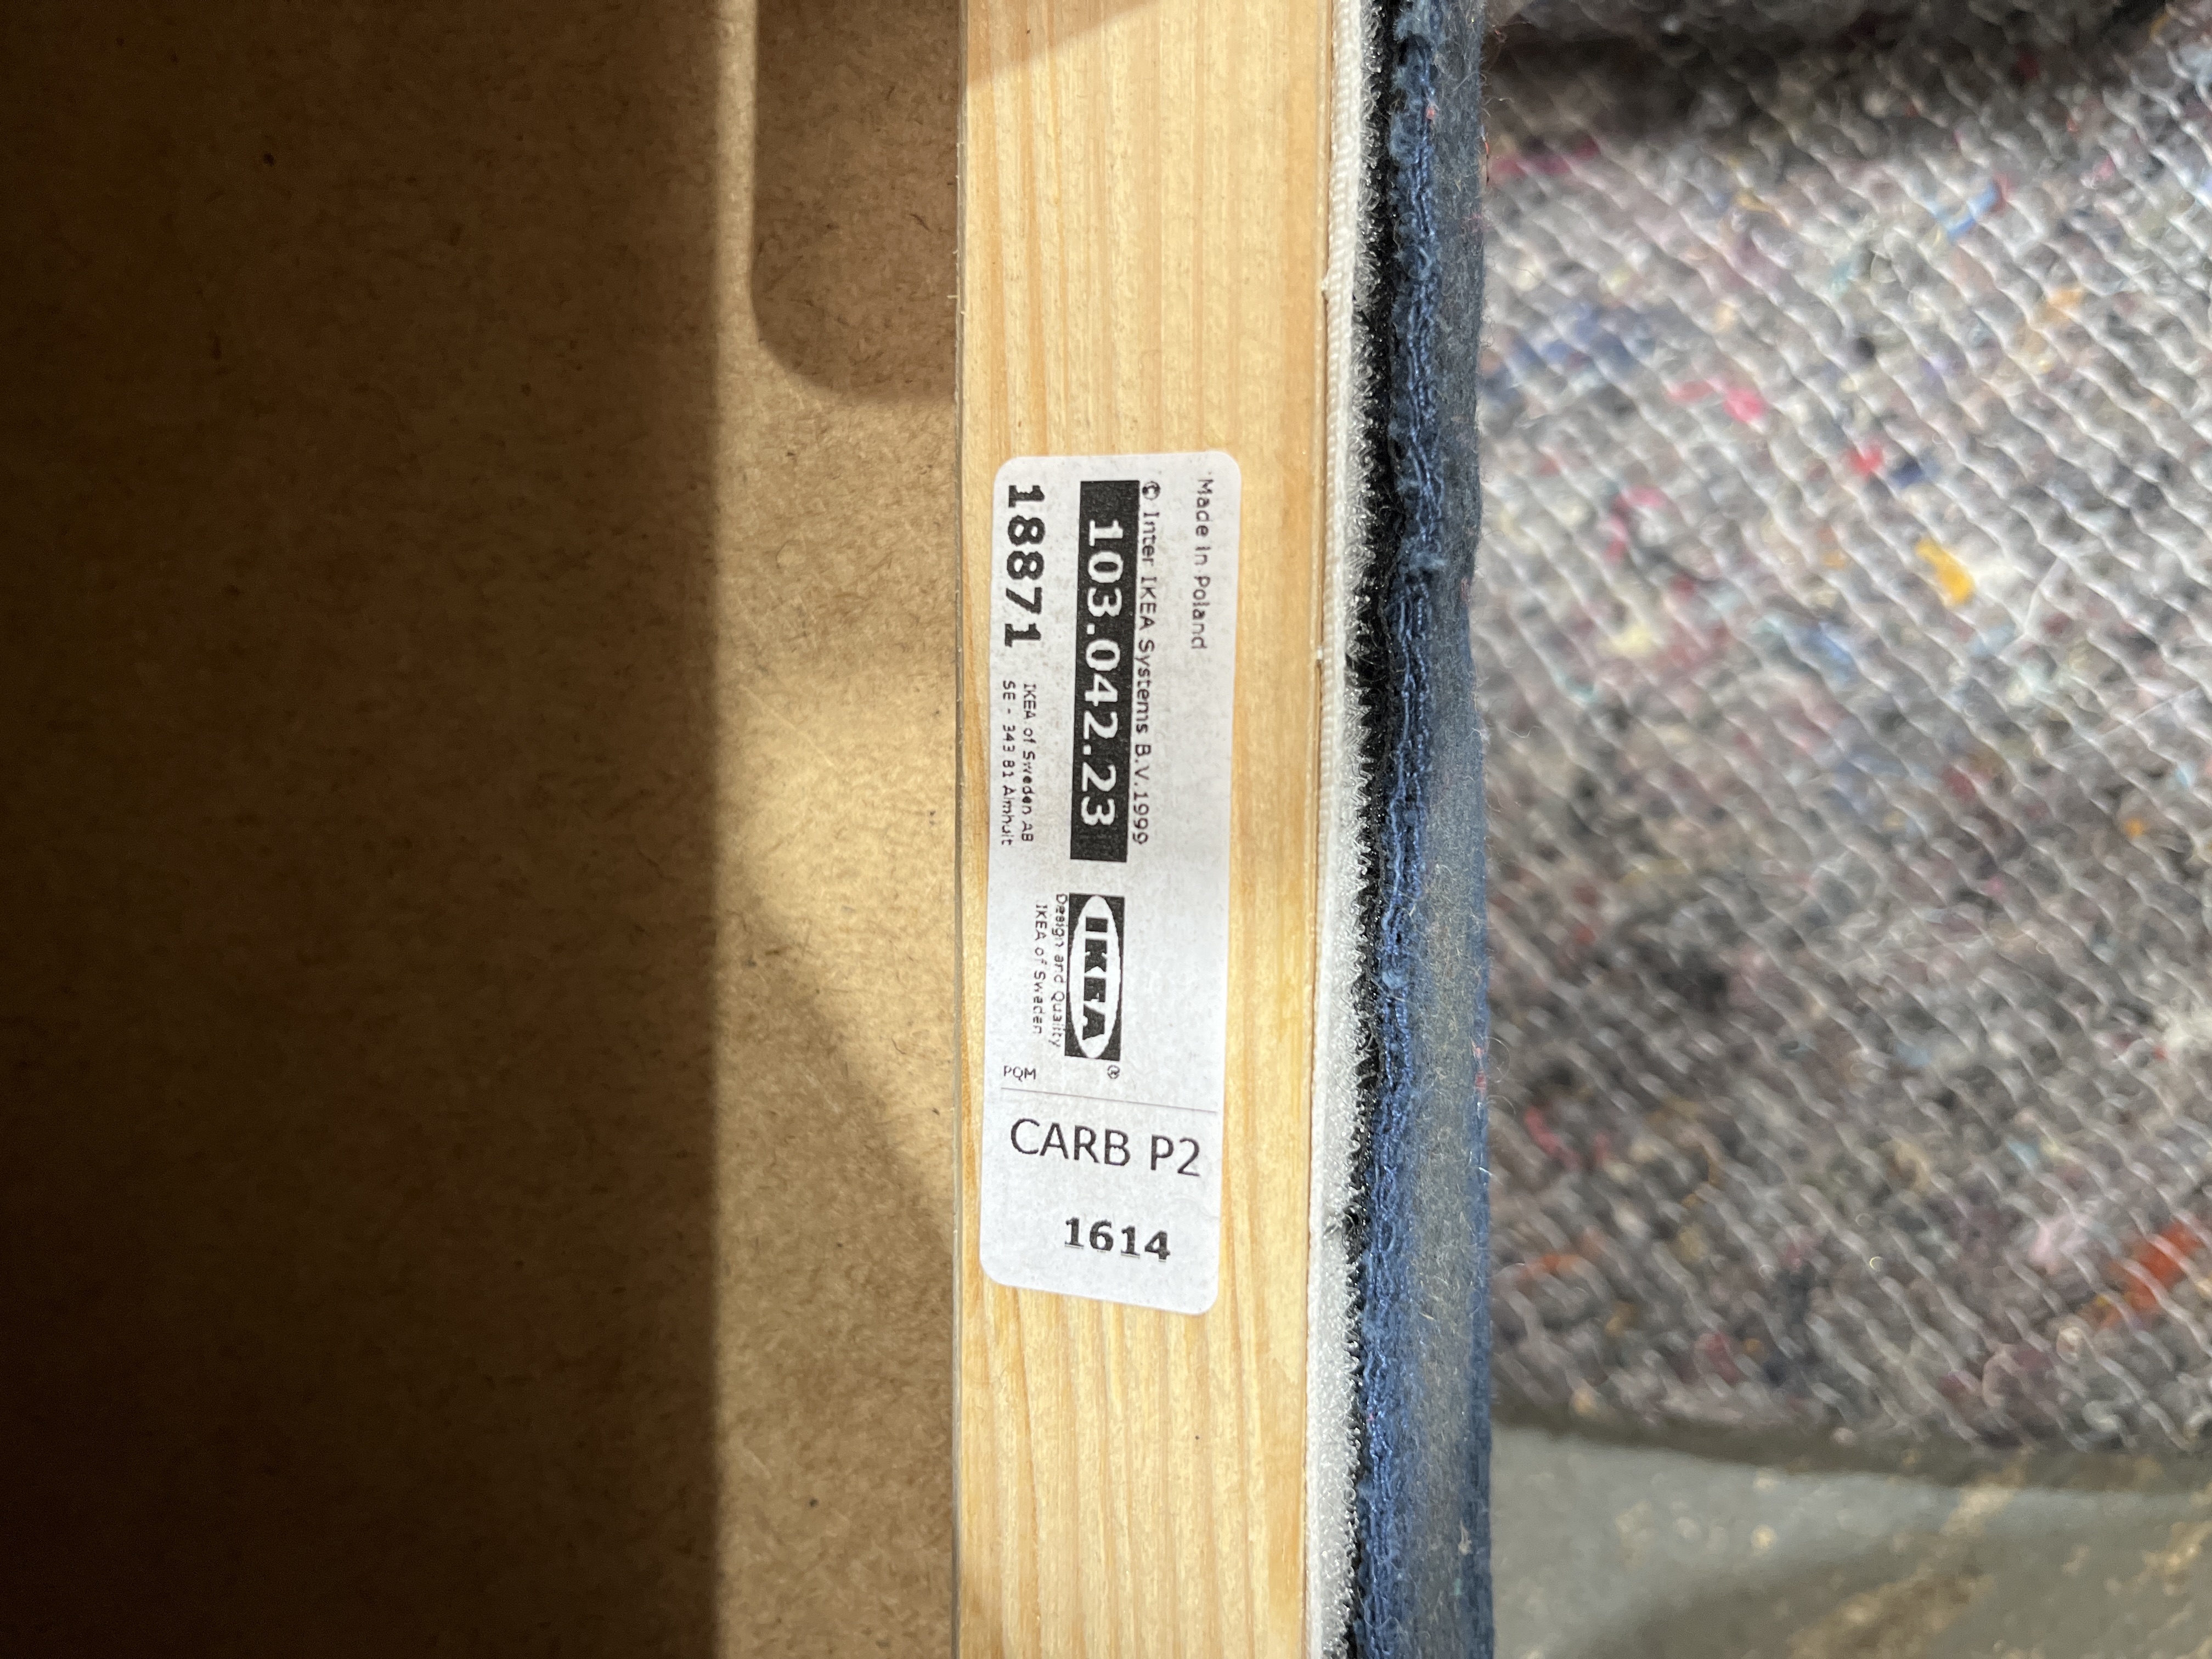 Made in Poland
© Inter IKEA Systems B.V.1999
103.042.23
IKEA®
Design and Quality
IKEA of Sweden
18871
IKEA of Sweden AB
SE - 343 81 Älmhult
PQM
CARB P2
1614